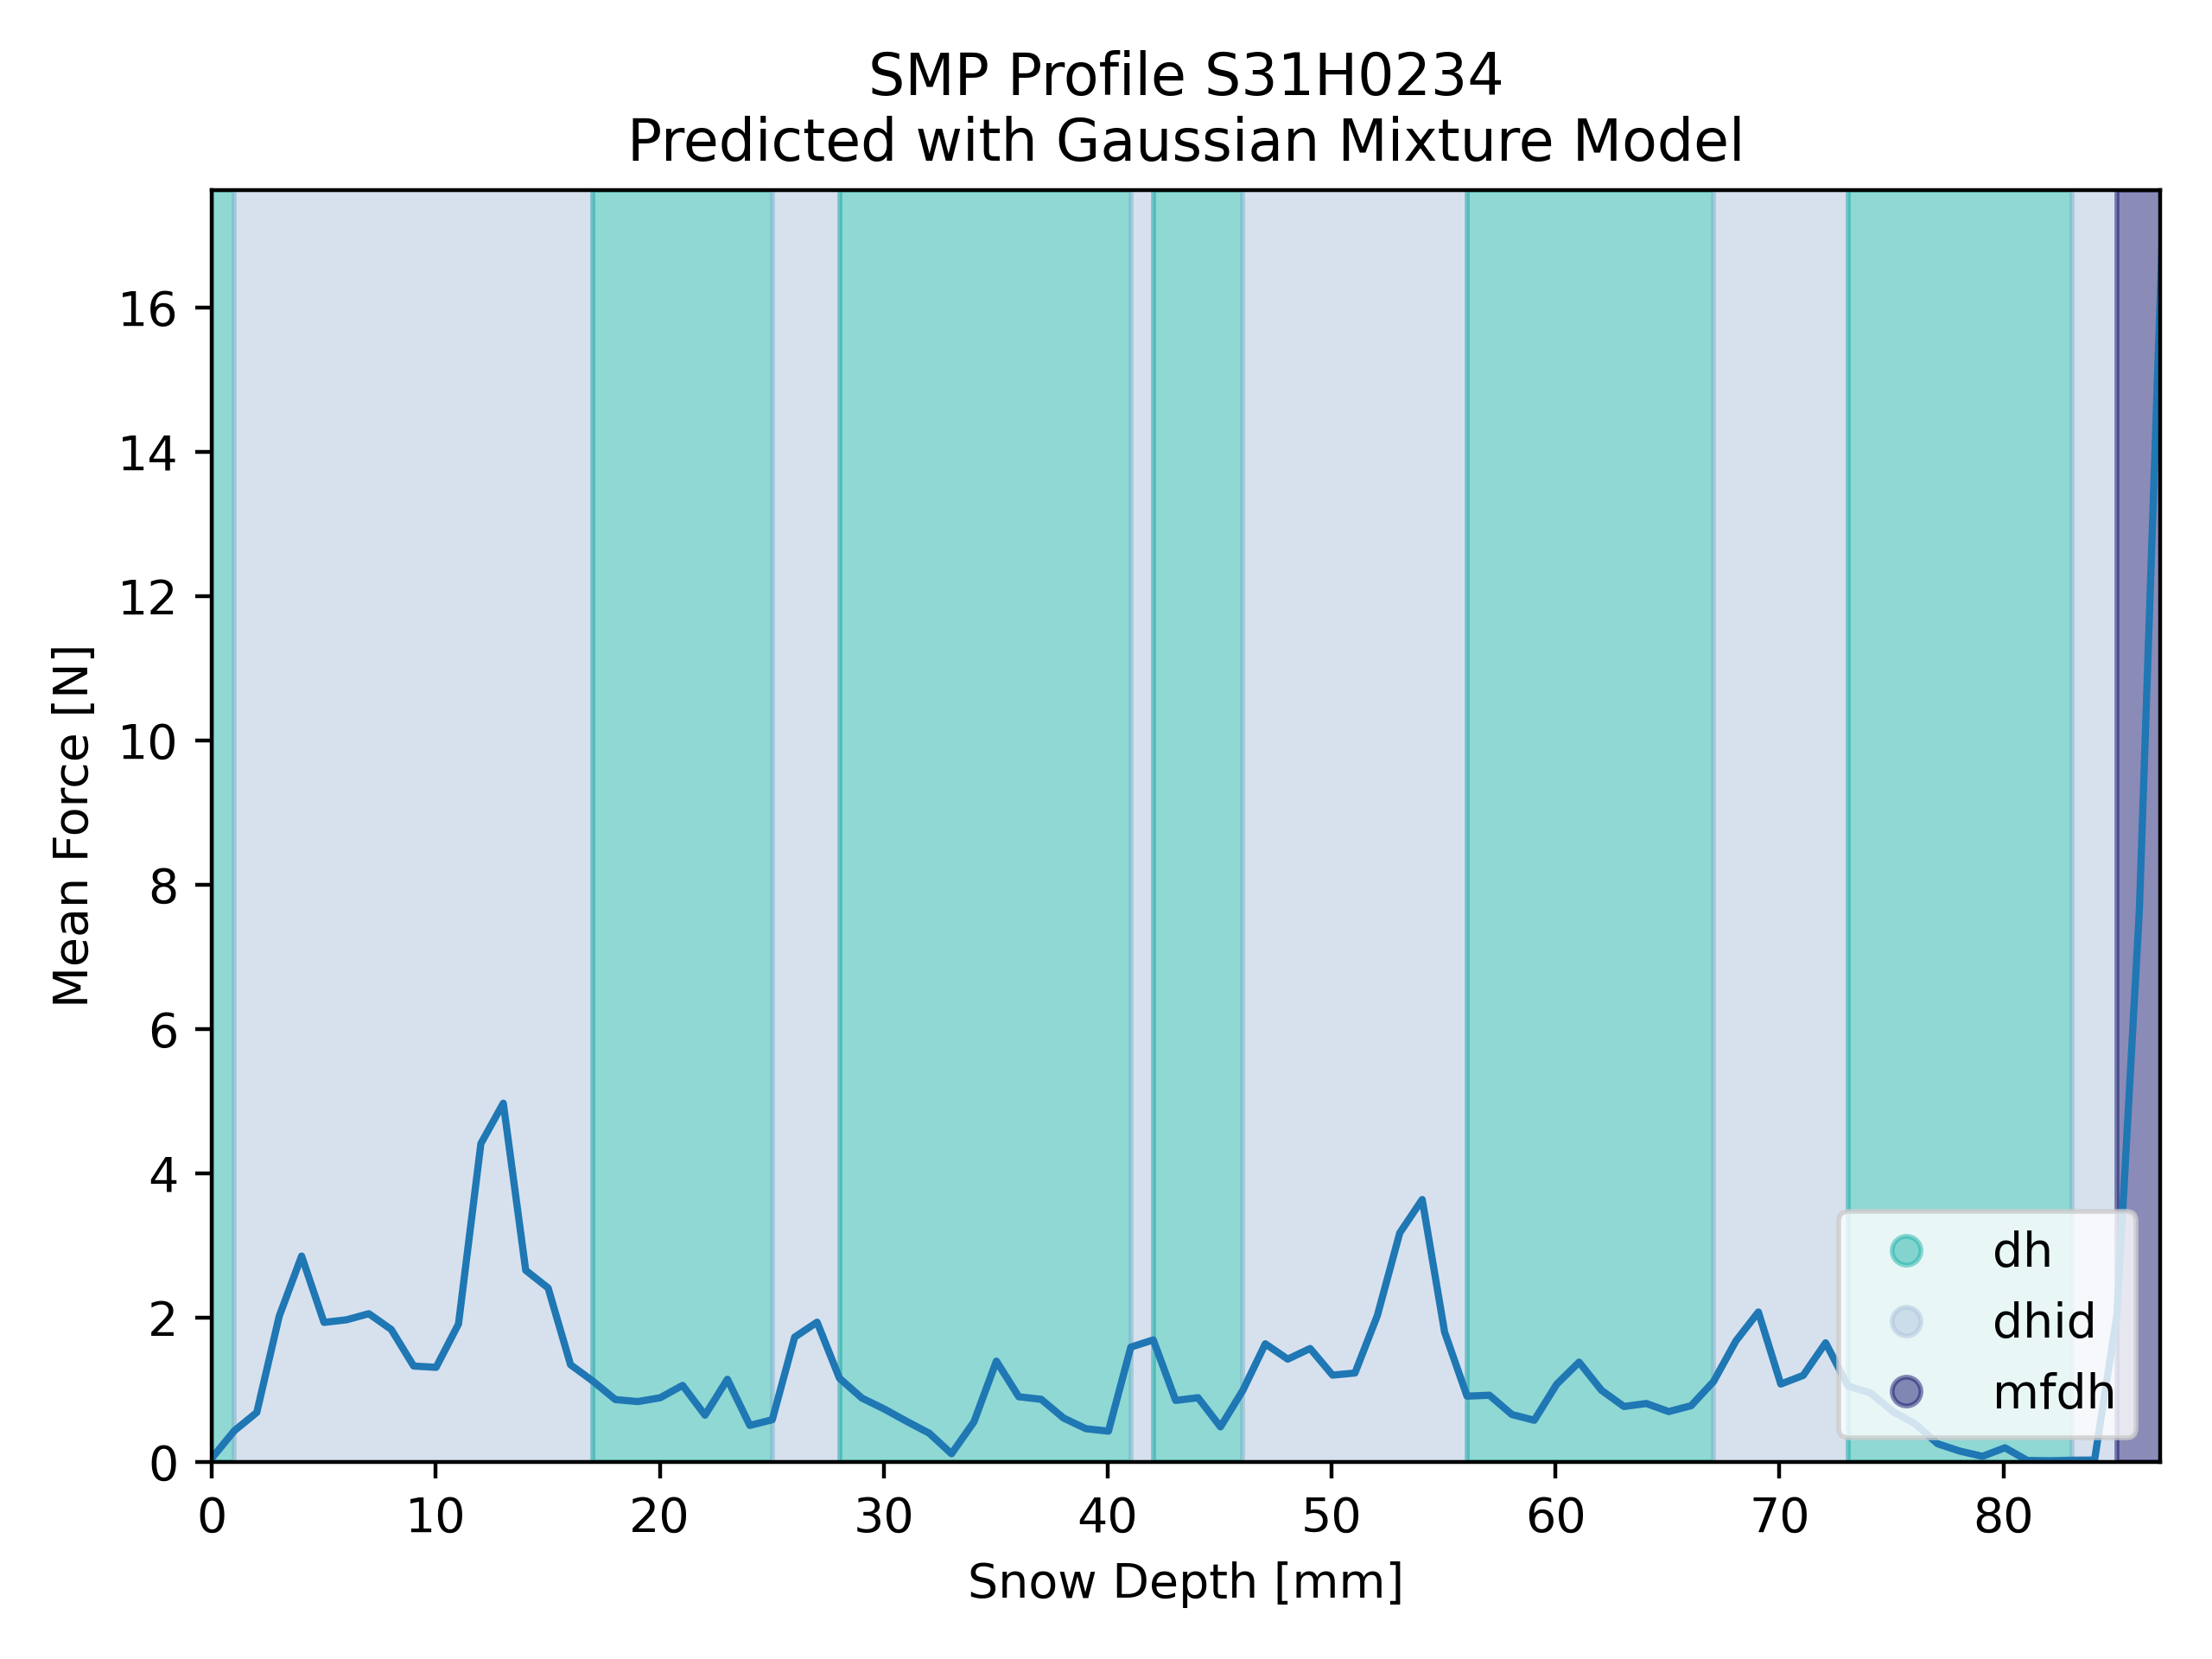 SMP Profile S31H0234
Predicted with Gaussian Mixture Model
Mean Force [N]
16
14
12
10
8
6
4
2
0
dh
dhid
mfdh
0 10 20 30 40 50 60 70 80
Snow Depth [mm]